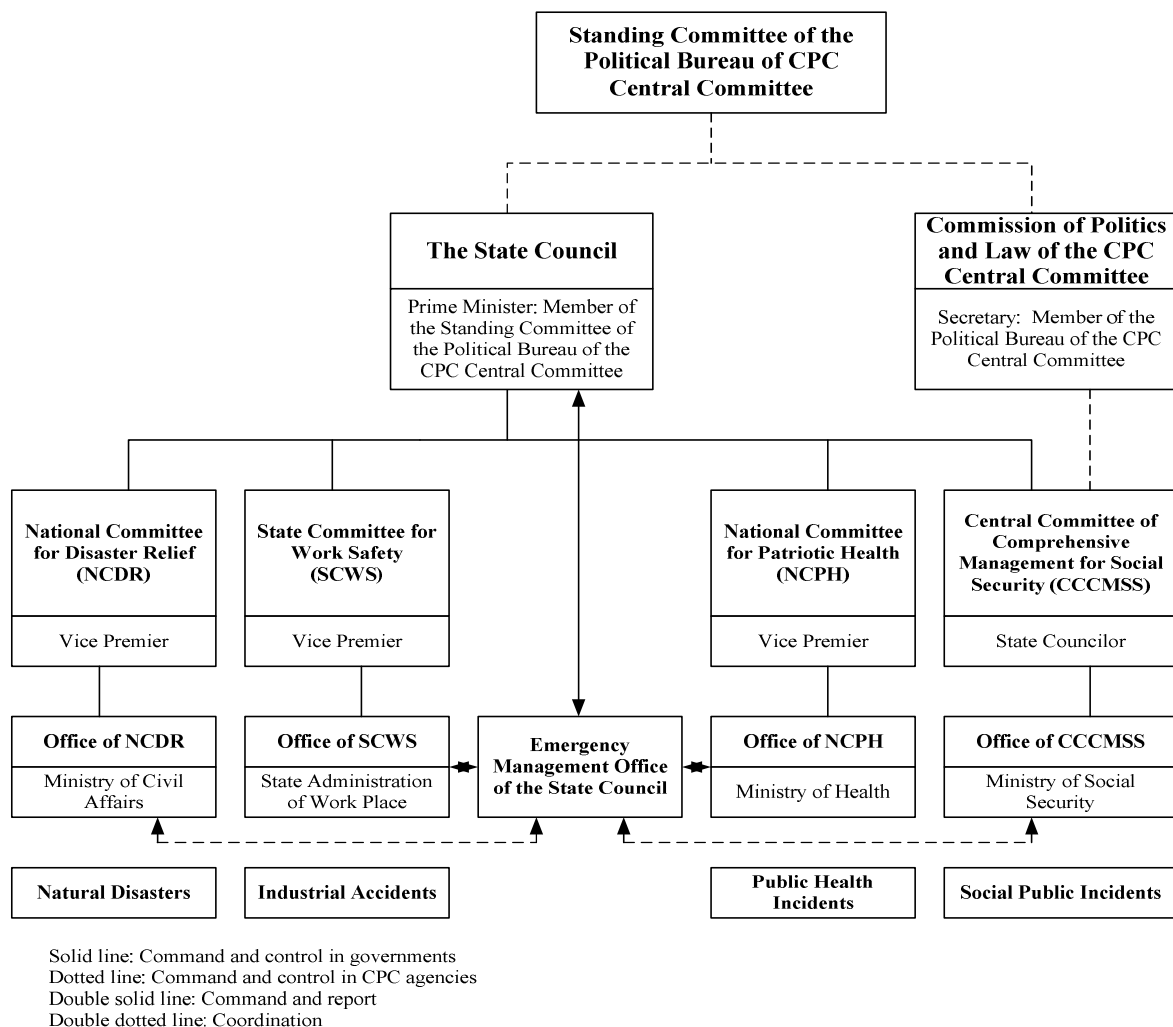 Standing Committee of the
Political Bureau of CPC
Central Committee
The State Council
Prime Minister: Member of
the Standing Committee of
the Political Bureau of the
CPC Central Committee
Commission of Politics
and Law of the CPC
Central Committee
Secretary: Member of the
Political Bureau of the CPC
Central Committee
National Committee
for Disaster Relief
(NCDR)
Vice Premier
State Committee for
Work Safety
(SCWS)
Vice Premier
National Committee
for Patriotic Health
(NCPH)
Vice Premier
Central Committee of
Comprehensive
Management for Social
Security (CCCMSS)
State Councilor
Office of NCDR
Ministry of Civil
Affairs
Office of SCWS
State Administration
of Work Place
Emergency
Management Office
of the State Council
Office of NCPH
Ministry of Health
Office of CCCMSS
Ministry of Social
Security
Natural Disasters
Industrial Accidents
Public Health
Incidents
Social Public Incidents
Solid line: Command and control in governments
Dotted line: Command and control in CPC agencies
Double solid line: Command and report
Double dotted line: Coordination